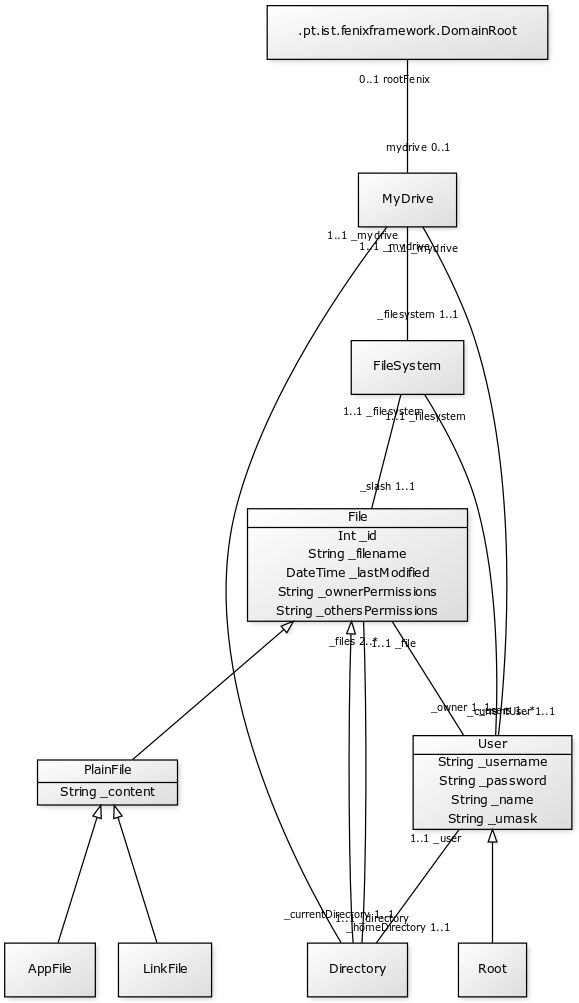 .pt.ist.fenixframework.DomainRoot
0..1 rootFenix
mydrive 0..1
MyDrive
1..1 _mydrive
1..1 _mydrive
1..1 _mydrive
_filesystem 1..1
FileSystem
1..1 _filesystem
1..1 _filesystem
_slash 1..1
File
Int _id
String _filename
DateTime _lastModified
String _ownerPermissions
String _othersPermissions
_files 2..*
1..1 _file
_owner 1..1
_currentUser 1..1
User
String _username
String _password
String _name
String _umask
PlainFile
String _content
1..1 _user
_currentDirectory 1..1
1..1 _directory
_homeDirectory 1..1
AppFile
LinkFile
Directory
Root